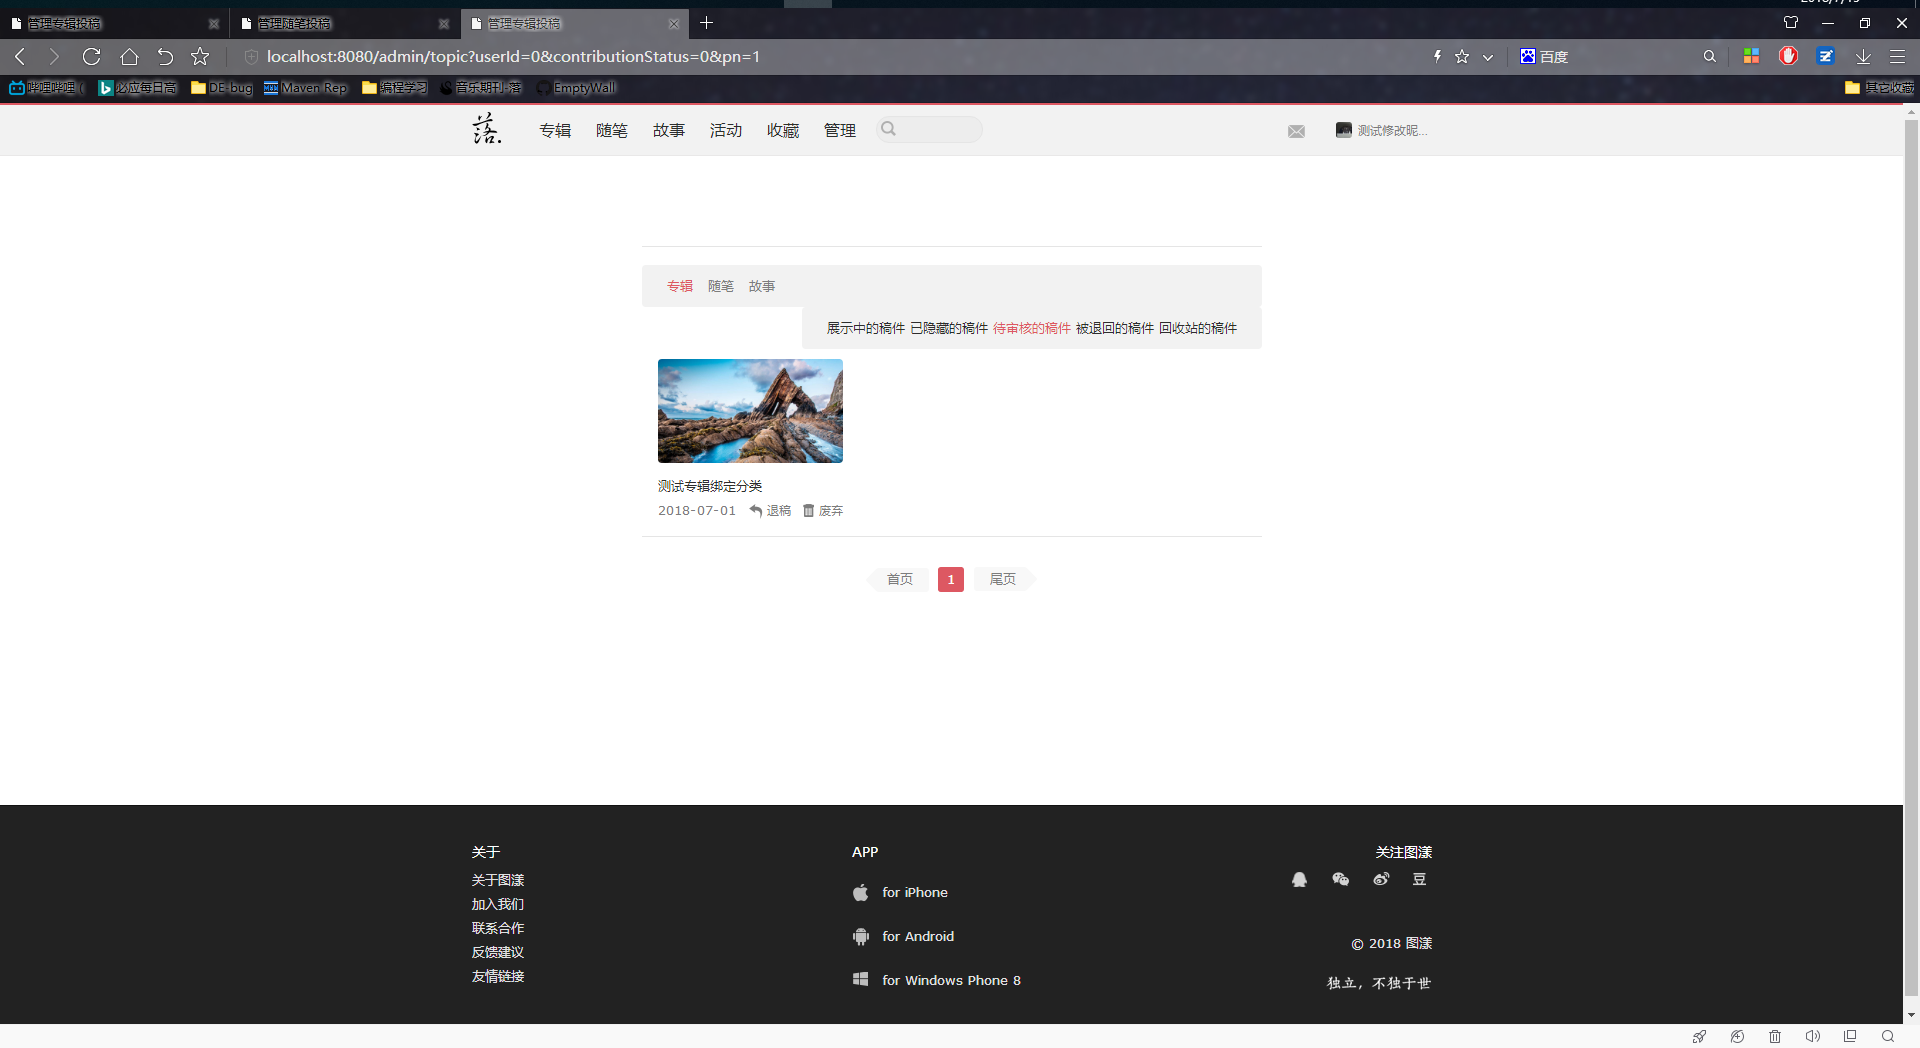 管理专辑投稿 管理随笔投稿 管理专辑投稿
localhost:8080/admin/topic?userId=0&contributionStatus=0&pn=1 百度
哔哩哔哩 ( 必应每日高 DE-bug Maven Rep 编程学习 音乐期刊-落 EmptyWall 其它收藏
落. 专辑 随笔 故事 活动 收藏 管理 测试修改昵...
专辑 随笔 故事
展示中的稿件 已隐藏的稿件 待审核的稿件 被退回的稿件 回收站的稿件
测试专辑绑定分类
2018-07-01 退稿 废弃
首页 1 尾页
关于 APP 关注图漾
关于图漾
加入我们
联系合作
反馈建议
友情链接
for iPhone
for Android
for Windows Phone 8
豆
© 2018 图漾
独立，不独于世